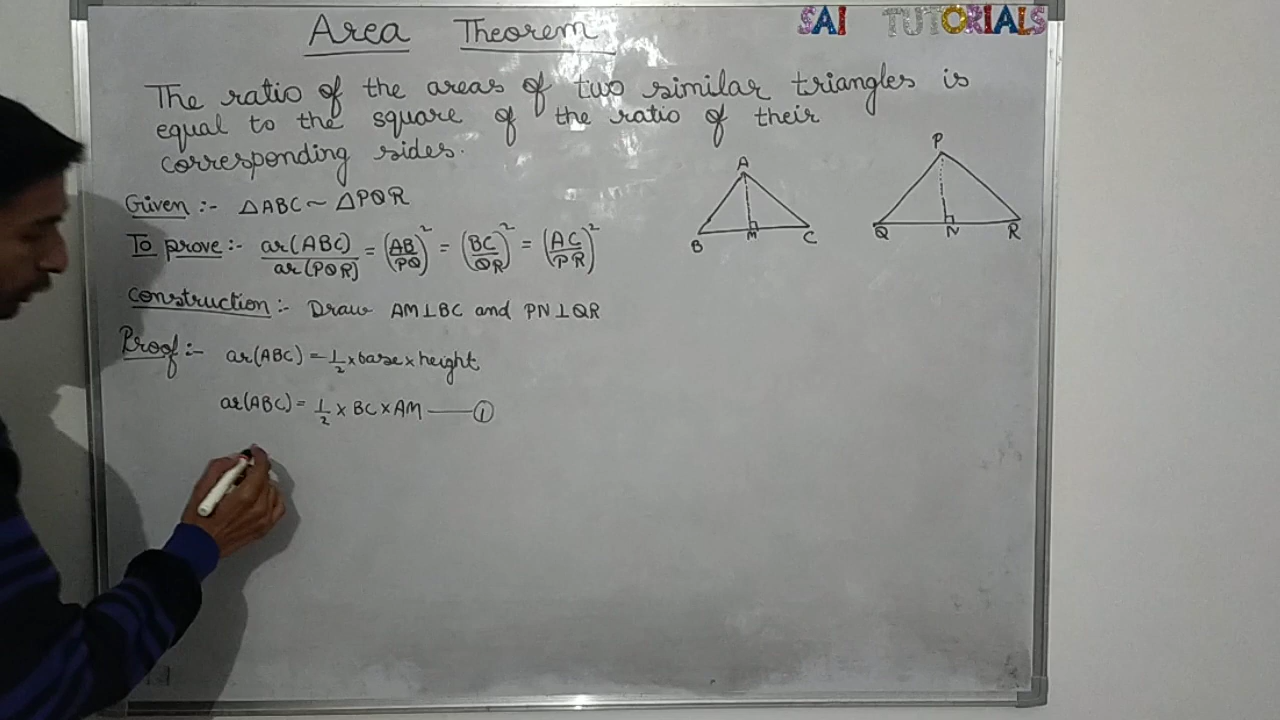 Area Theorem
SAI TUTORIALS
The ratio of the areas of two similar triangles is
equal to the square of the ratio of their
corresponding sides.
Given :- △ABC ~ △PQR
To prove :- ar(ABC)/ar(PQR) = (AB/PQ)² = (BC/QR)² = (AC/PR)²
Construction :- Draw AM⊥BC and PN⊥QR
Proof :- ar(ABC) = 1/2 × base × height
ar(ABC) = 1/2 × BC × AM —— ①
A
B M C
P
Q N R